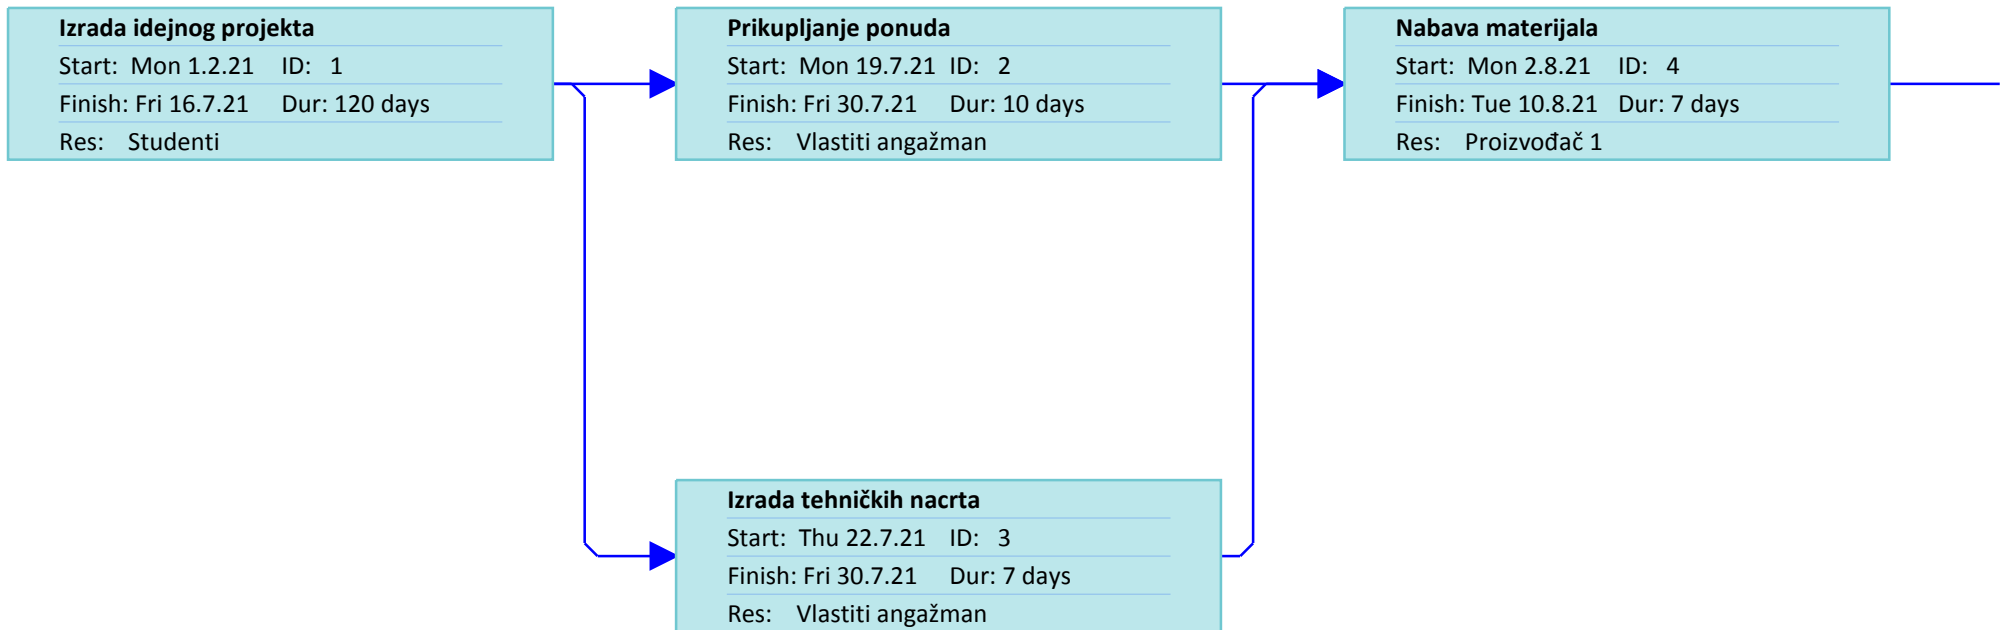 Izrada idejnog projekta
Start: Mon 1.2.21 ID: 1
Finish: Fri 16.7.21 Dur: 120 days
Res: Studenti
Prikupljanje ponuda
Start: Mon 19.7.21 ID: 2
Finish: Fri 30.7.21 Dur: 10 days
Res: Vlastiti angažman
Nabava materijala
Start: Mon 2.8.21 ID: 4
Finish: Tue 10.8.21 Dur: 7 days
Res: Proizvođač 1
Izrada tehničkih nacrta
Start: Thu 22.7.21 ID: 3
Finish: Fri 30.7.21 Dur: 7 days
Res: Vlastiti angažman